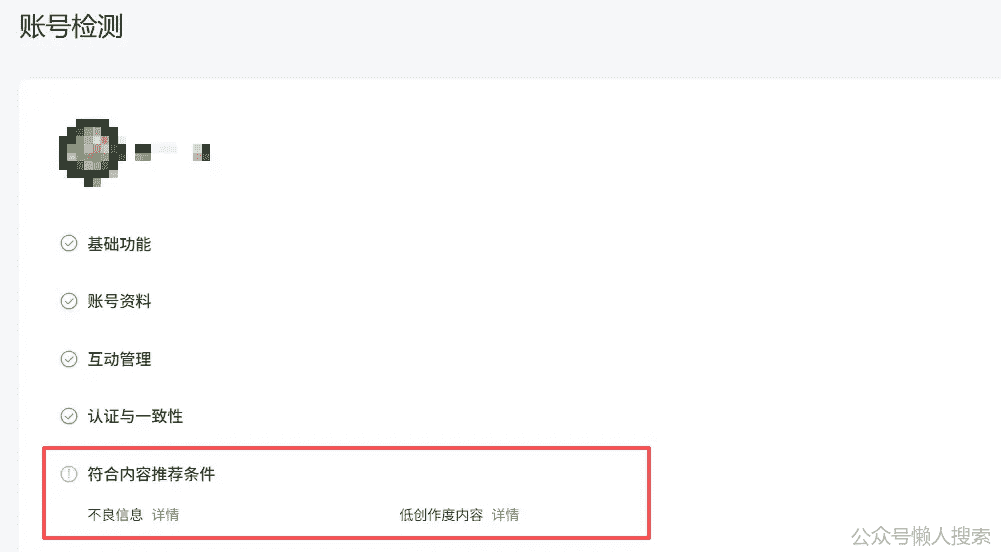 账号检测
基础功能
账号资料
互动管理
认证与一致性
符合内容推荐条件
不良信息 详情 低创作度内容 详情
公众号懒人搜索